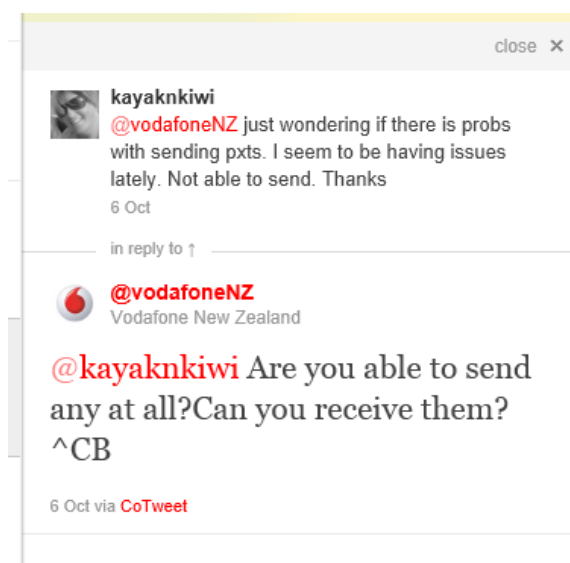 close ×
kayaknkiwi
@vodafoneNZ just wondering if there is probs
with sending pxts. I seem to be having issues
lately. Not able to send. Thanks
6 Oct
in reply to ↑
@vodafoneNZ
Vodafone New Zealand
@kayaknkiwi Are you able to send
any at all?Can you receive them?
^CB
6 Oct via CoTweet